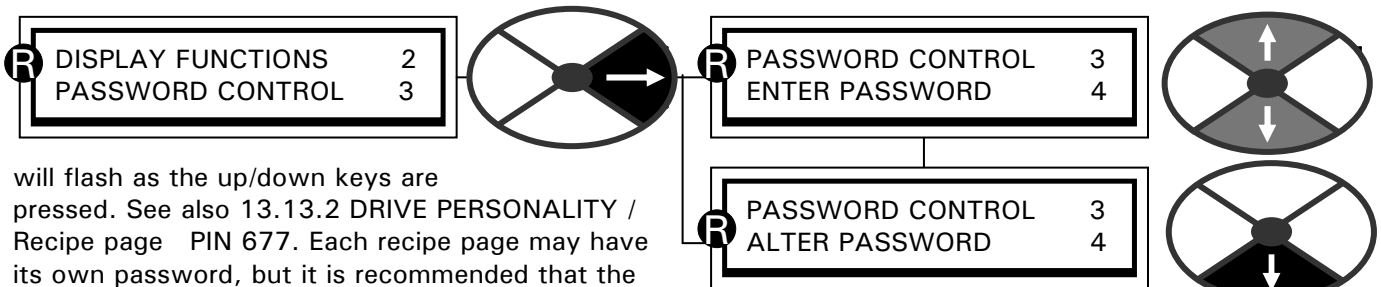 R DISPLAY FUNCTIONS 2
PASSWORD CONTROL 3
R PASSWORD CONTROL 3
ENTER PASSWORD 4
will flash as the up/down keys are
pressed. See also 13.13.2 DRIVE PERSONALITY /
Recipe page PIN 677. Each recipe page may have
its own password, but it is recommended that the
R PASSWORD CONTROL 3
ALTER PASSWORD 4